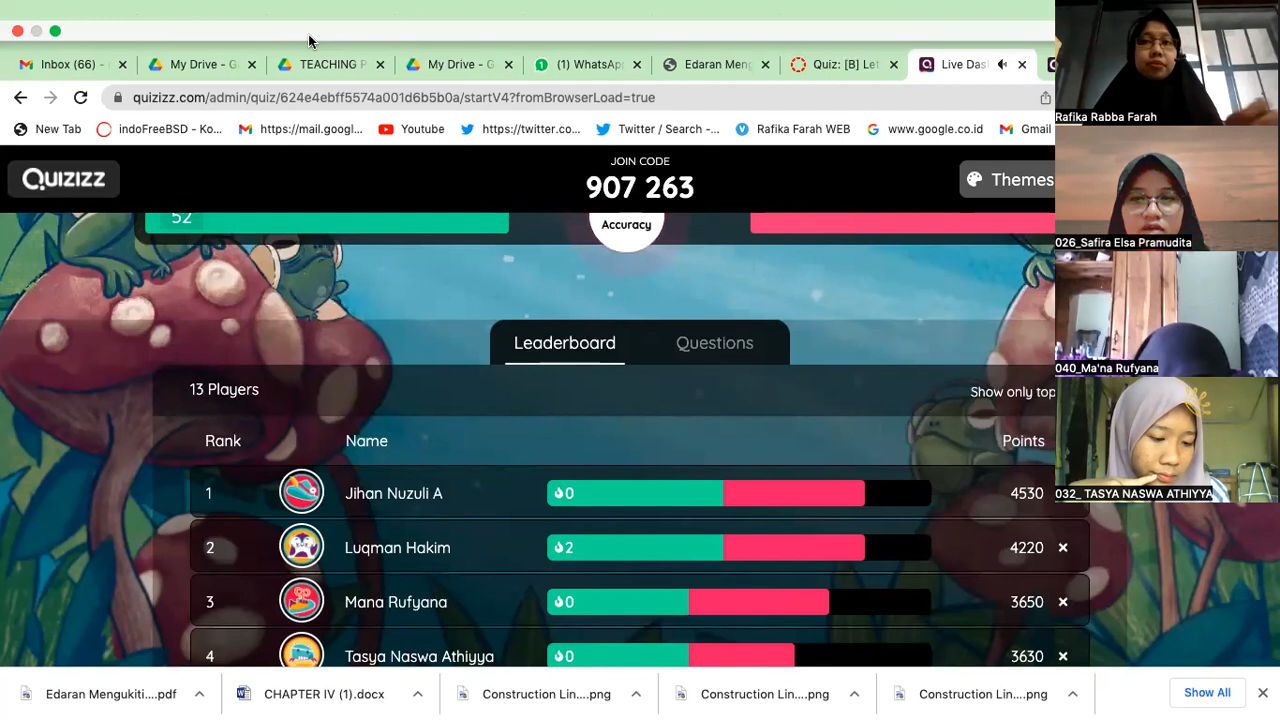 Inbox (66) -
My Drive - G
TEACHING P
My Drive - G
(1) WhatsAp
Edaran Meng
Quiz: [B] Let
Live Das
quizizz.com/admin/quiz/624e4ebff5574a001d6b5b0a/startV4?fromBrowserLoad=true
New Tab
indoFreeBSD - Ko...
https://mail.googl...
Youtube
https://twitter.co...
Twitter / Search -...
Rafika Farah WEB
www.google.co.id
Gmail
Quizizz
JOIN CODE
907 263
Themes
52
Accuracy
Leaderboard
Questions
13 Players
Show only top
Rank
Name
Points
1
Jihan Nuzuli A
0
4530
2
Luqman Hakim
2
4220
3
Mana Rufyana
0
3650
4
Tasya Naswa Athiyya
0
3630
Rafika Rabba Farah
026_Safira Elsa Pramudita
040_Ma'na Rufyana
032_ TASYA NASWA ATHIYYA
Edaran Mengukiti....pdf
CHAPTER IV (1).docx
Construction Lin....png
Construction Lin....png
Construction Lin....png
Show All